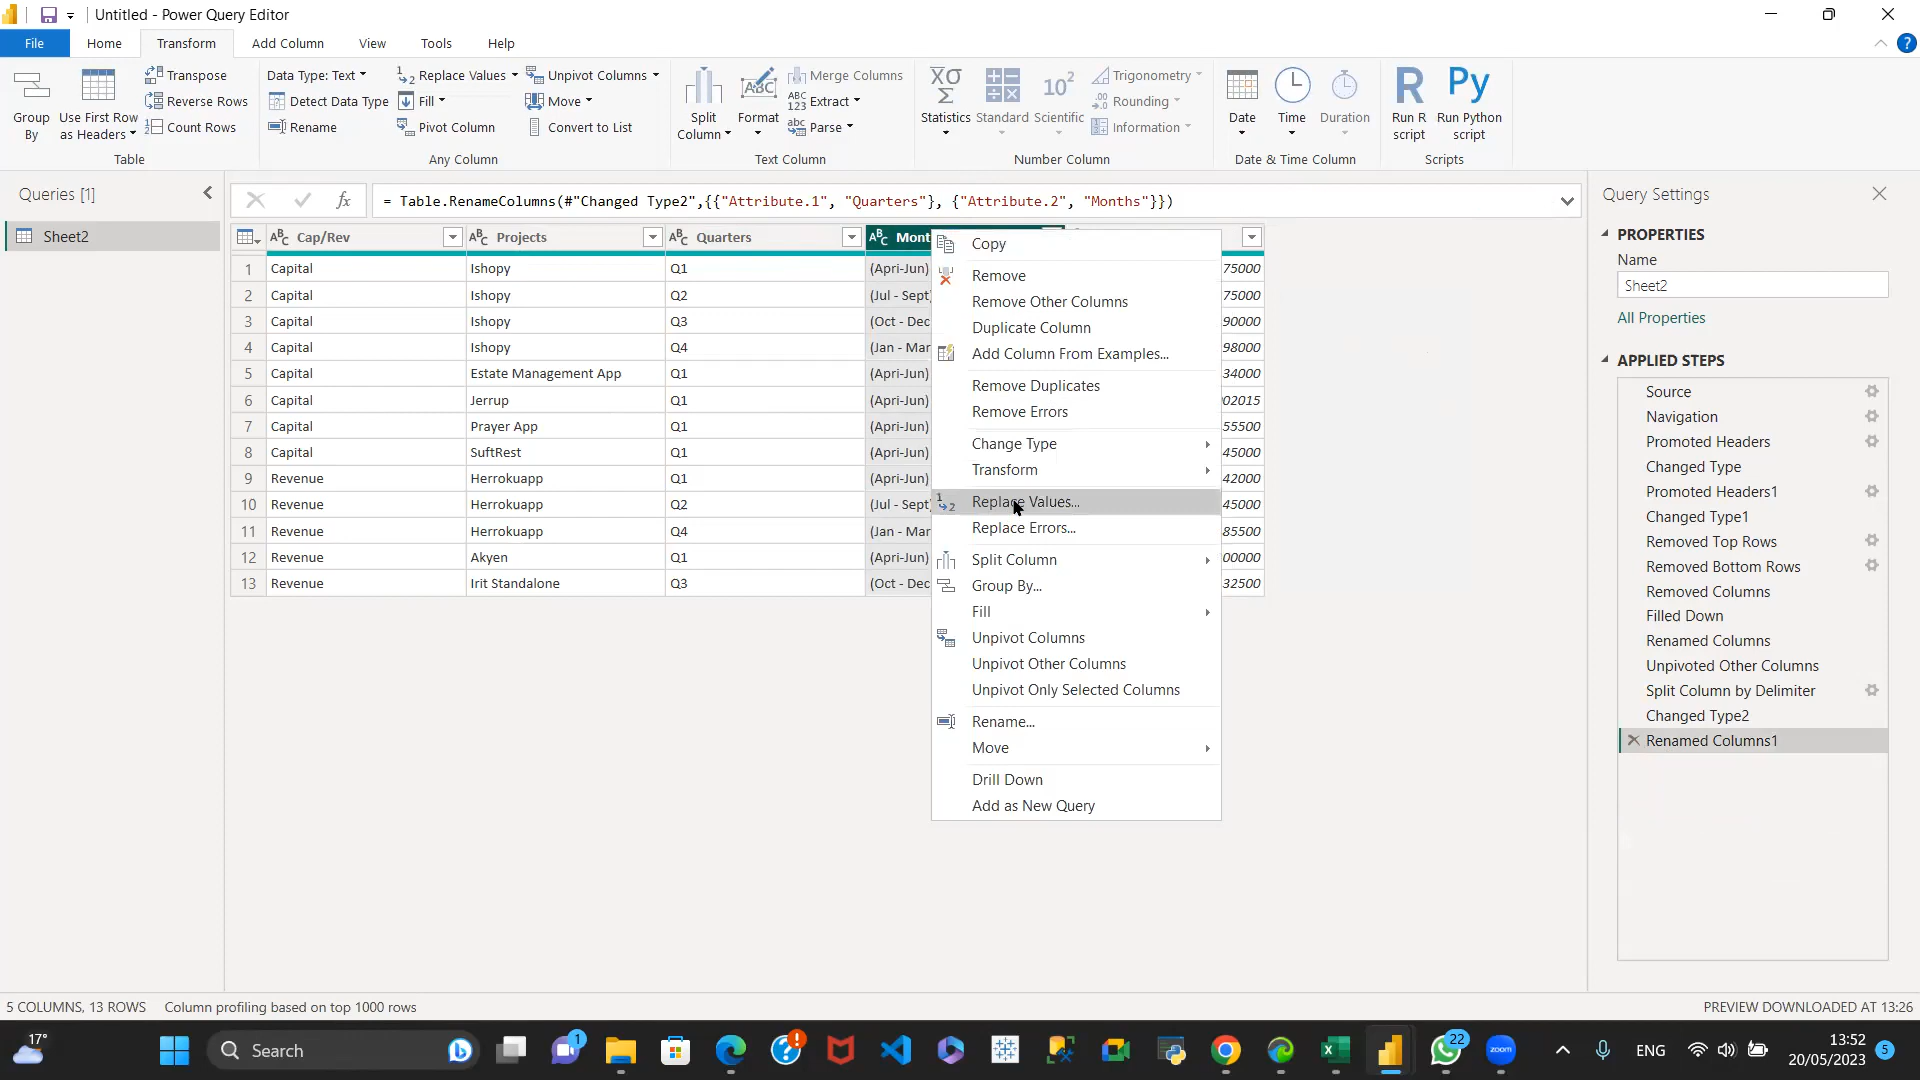 Untitled - Power Query Editor
File Home Transform Add Column View Tools Help
Group By
Use First Row as Headers
Transpose
Reverse Rows
Count Rows
Table
Data Type: Text
Detect Data Type
Rename
Replace Values
Fill
Pivot Column
Unpivot Columns
Move
Convert to List
Any Column
Split Column
Format
Merge Columns
Extract
Parse
Text Column
Statistics
Standard
Scientific
Trigonometry
Rounding
Information
Number Column
Date
Time
Duration
Date & Time Column
Run R script
Run Python script
Scripts
Queries [1]
Sheet2
= Table.RenameColumns(#"Changed Type2",{{"Attribute.1", "Quarters"}, {"Attribute.2", "Months"}})
Cap/Rev Projects Quarters Mont
1 Capital Ishopy Q1 (Apri-Jun) 75000
2 Capital Ishopy Q2 (Jul - Sept) 75000
3 Capital Ishopy Q3 (Oct - Dec 90000
4 Capital Ishopy Q4 (Jan - Mar 98000
5 Capital Estate Management App Q1 (Apri-Jun) 34000
6 Capital Jerrup Q1 (Apri-Jun) 02015
7 Capital Prayer App Q1 (Apri-Jun) 55500
8 Capital SuftRest Q1 (Apri-Jun) 45000
9 Revenue Herrokuapp Q1 (Apri-Jun) 42000
10 Revenue Herrokuapp Q2 (Jul - Sept) 45000
11 Revenue Herrokuapp Q4 (Jan - Mar 85500
12 Revenue Akyen Q1 (Apri-Jun) 00000
13 Revenue Irit Standalone Q3 (Oct - Dec 32500
Copy
Remove
Remove Other Columns
Duplicate Column
Add Column From Examples...
Remove Duplicates
Remove Errors
Change Type
Transform
Replace Values...
Replace Errors...
Split Column
Group By...
Fill
Unpivot Columns
Unpivot Other Columns
Unpivot Only Selected Columns
Rename...
Move
Drill Down
Add as New Query
Query Settings
PROPERTIES
Name
Sheet2
All Properties
APPLIED STEPS
Source
Navigation
Promoted Headers
Changed Type
Promoted Headers1
Changed Type1
Removed Top Rows
Removed Bottom Rows
Removed Columns
Filled Down
Renamed Columns
Unpivoted Other Columns
Split Column by Delimiter
Changed Type2
Renamed Columns1
5 COLUMNS, 13 ROWS Column profiling based on top 1000 rows
PREVIEW DOWNLOADED AT 13:26
17°
Search
1
22
zoom
ENG
13:52
20/05/2023
5